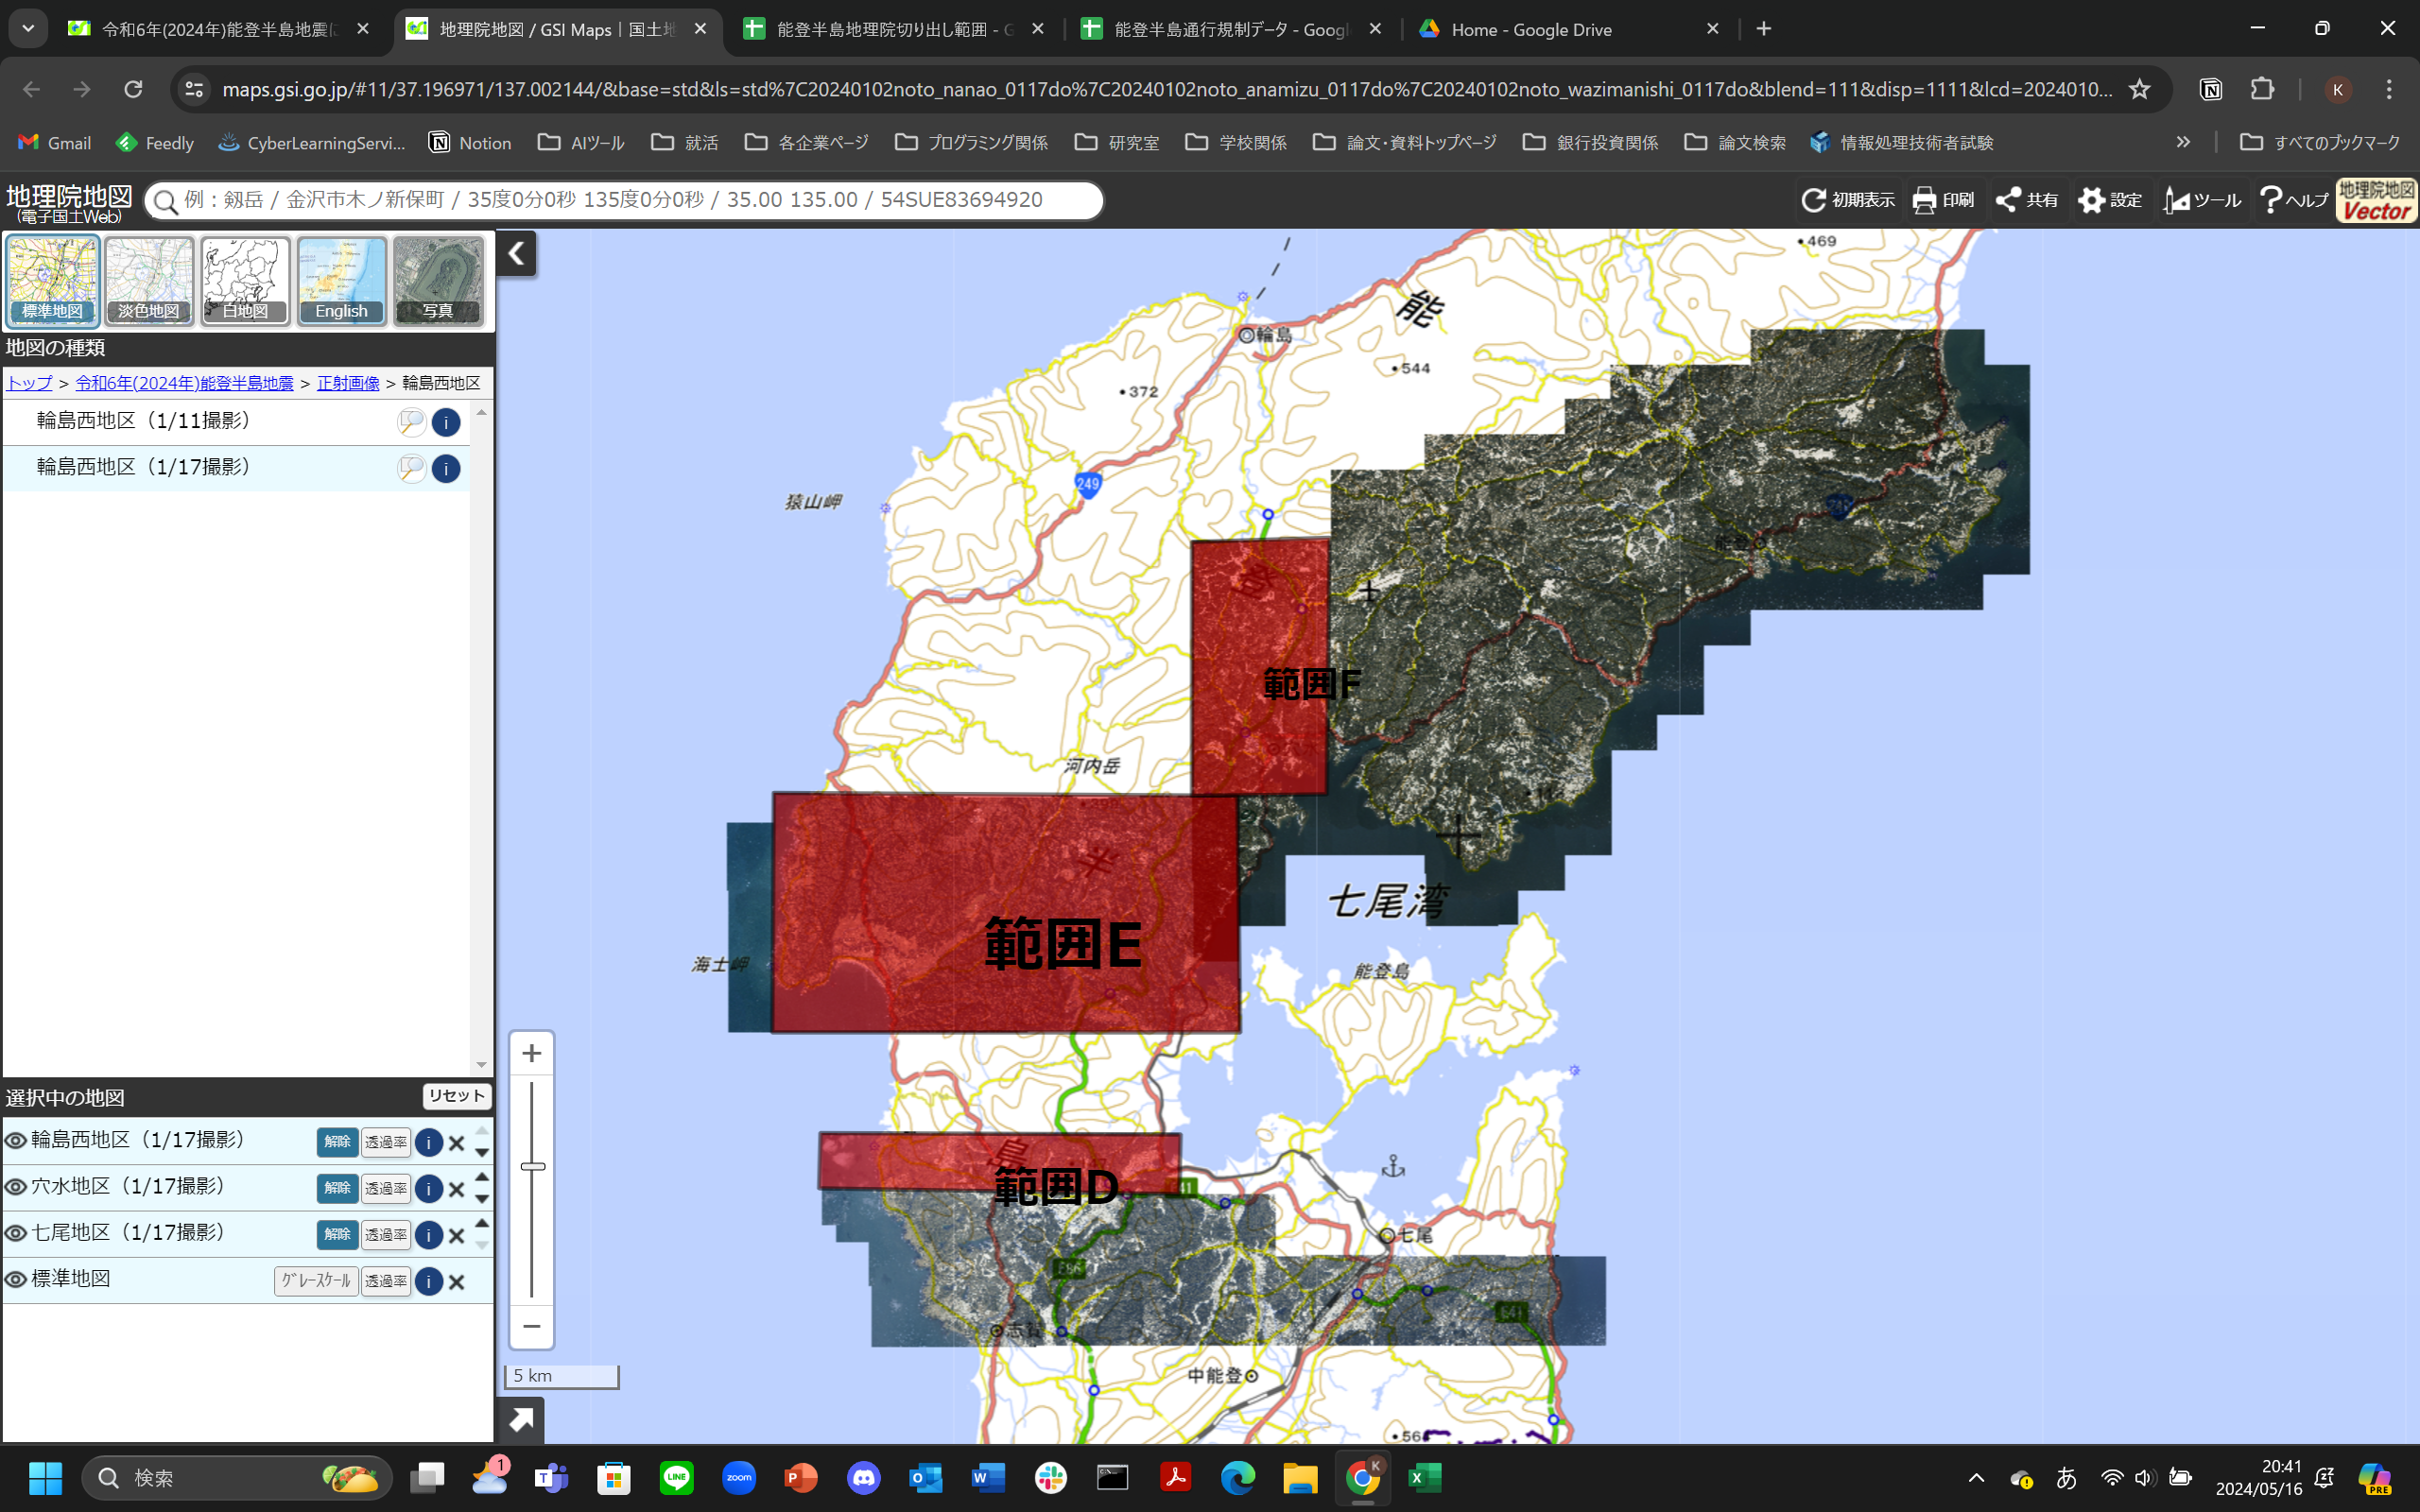 令和6年(2024年)能登半島地震に
地理院地図 / GSI Maps｜国土地
能登半島地理院切り出し範囲 - G
能登半島通行規制データ - Googl
Home - Google Drive
maps.gsi.go.jp/#11/37.196971/137.002144/&base=std&ls=std%7C20240102noto_nanao_0117do%7C20240102noto_anamizu_0117do%7C20240102noto_wazimanishi_0117do&blend=111&disp=1111&lcd=2024010...
K
Gmail
Feedly
CyberLearningServi...
Notion
AIツール
就活
各企業ページ
プログラミング関係
研究室
学校関係
論文・資料トップページ
銀行投資関係
論文検索
情報処理技術者試験
»
すべてのブックマーク
地理院地図
(電子国土Web)
例：剱岳 / 金沢市木ノ新保町 / 35度0分0秒 135度0分0秒 / 35.00 135.00 / 54SUE83694920
初期表示
印刷
共有
設定
ツール
ヘルプ
地理院地図
Vector
標準地図
淡色地図
白地図
English
写真
地図の種類
トップ > 令和6年(2024年)能登半島地震 > 正射画像 > 輪島西地区
輪島西地区（1/11撮影）
輪島西地区（1/17撮影）
選択中の地図
リセット
輪島西地区（1/17撮影） 解除 透過率
穴水地区（1/17撮影） 解除 透過率
七尾地区（1/17撮影） 解除 透過率
標準地図 グレースケール 透過率
469
能
輪島
544
372
249
猿山岬
能登
登
範囲F
河内岳
半
範囲E
七尾湾
海士岬
能登島
島
範囲D
七尾
E86
志賀
641
中能登
56
5 km
検索
1
20:41
2024/05/16
あ
zoom
LINE
PRE